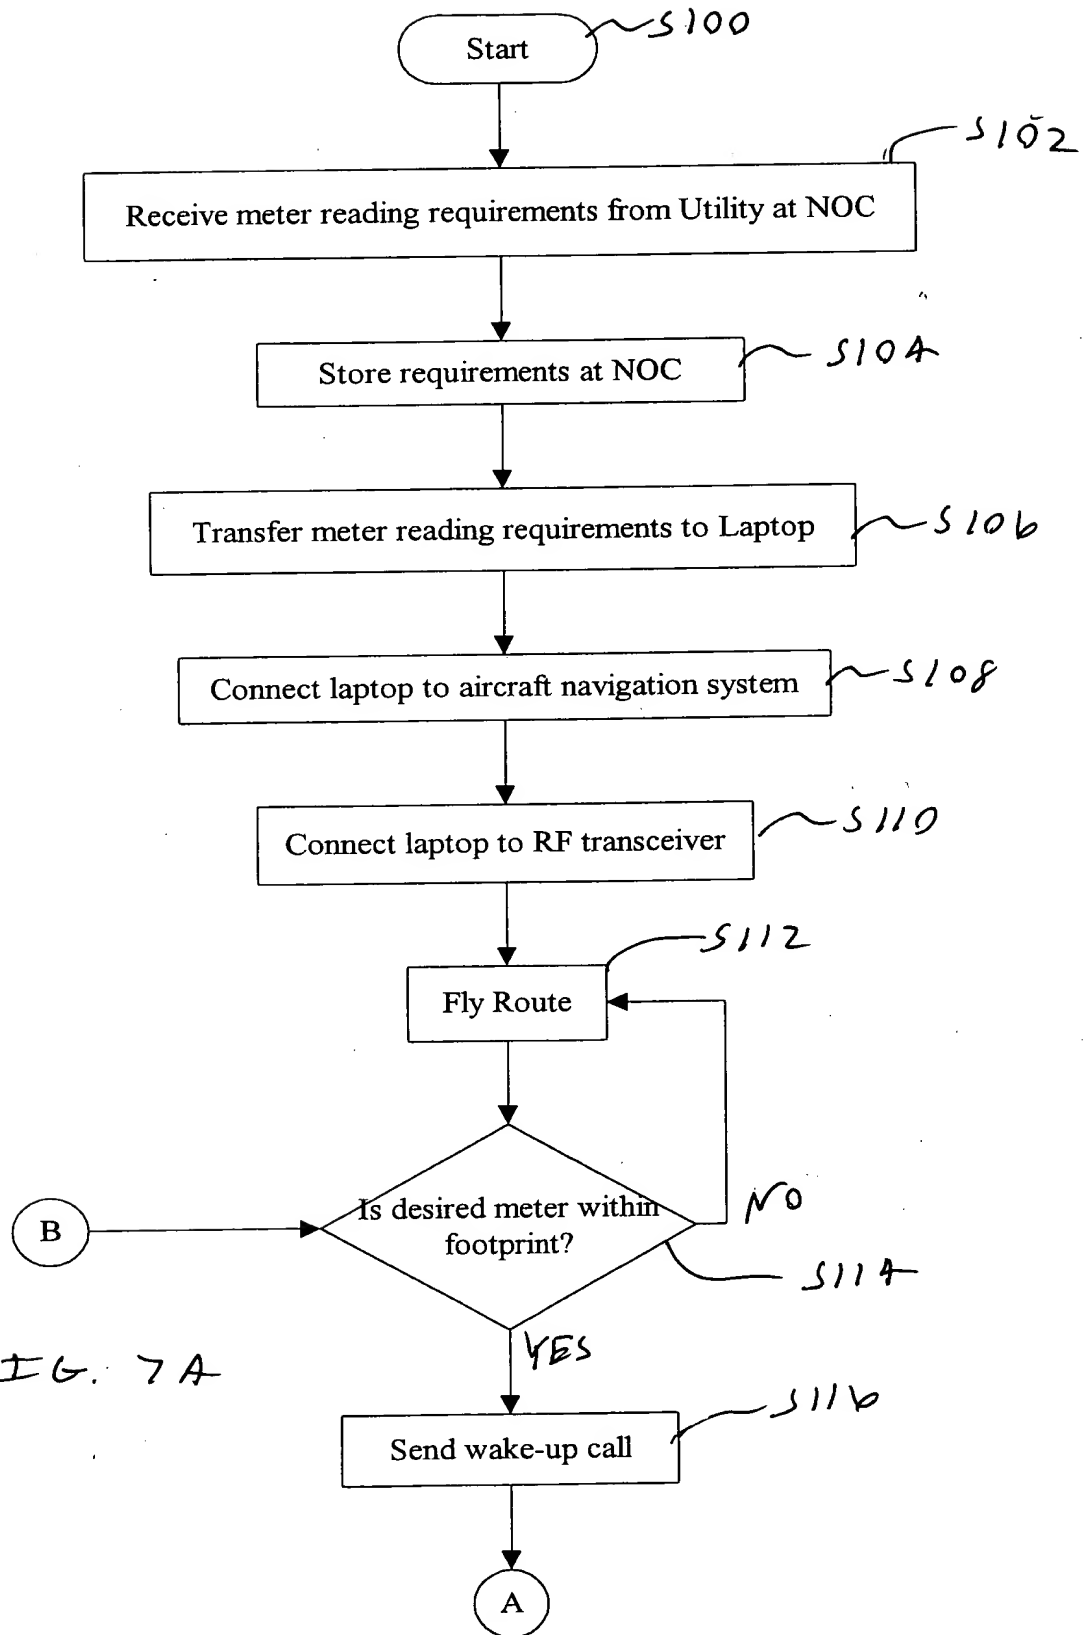 Start
S100
S102
Receive meter reading requirements from Utility at NOC
Store requirements at NOC
S104
Transfer meter reading requirements to Laptop
S106
Connect laptop to aircraft navigation system
S108
Connect laptop to RF transceiver
S110
S112
Fly Route
B
Is desired meter within
footprint?
NO
S114
YES
IG. 7A
S116
Send wake-up call
A